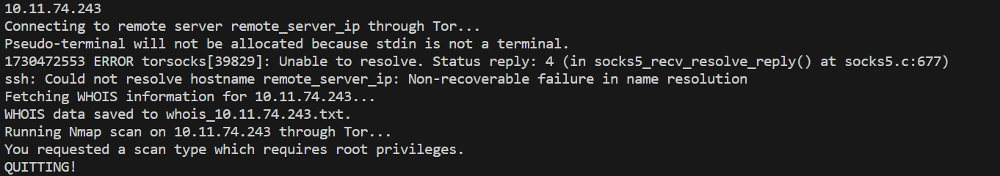 10.11.74.243
Connecting to remote server remote_server_ip through Tor...
Pseudo-terminal will not be allocated because stdin is not a terminal.
1730472553 ERROR torsocks[39829]: Unable to resolve. Status reply: 4 (in socks5_recv_resolve_reply() at socks5.c:677)
ssh: Could not resolve hostname remote_server_ip: Non-recoverable failure in name resolution
Fetching WHOIS information for 10.11.74.243...
WHOIS data saved to whois_10.11.74.243.txt.
Running Nmap scan on 10.11.74.243 through Tor...
You requested a scan type which requires root privileges.
QUITTING!